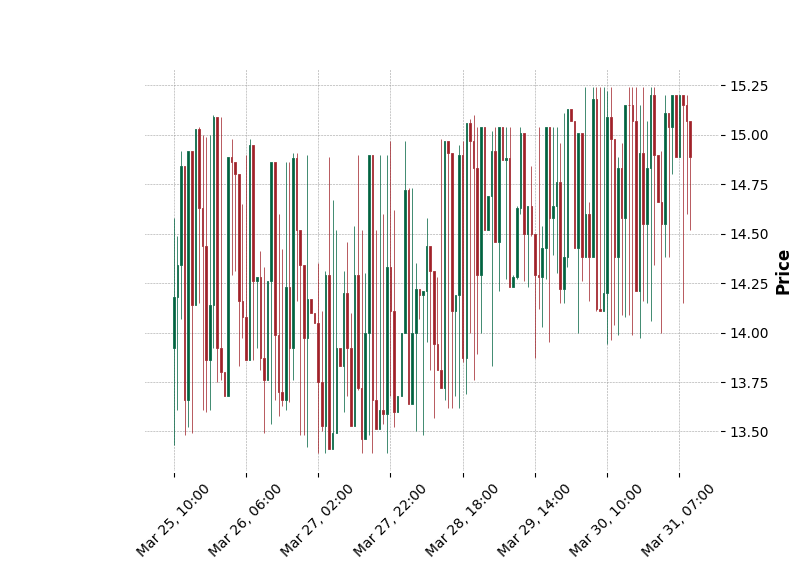 15.25
15.00
14.75
14.50
14.25
14.00
13.75
13.50
Price
Mar 25, 10:00
Mar 26, 06:00
Mar 27, 02:00
Mar 27, 22:00
Mar 28, 18:00
Mar 29, 14:00
Mar 30, 10:00
Mar 31, 07:00